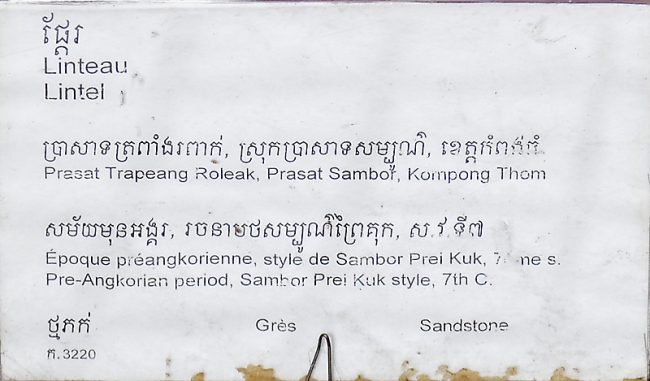 ផ្តែរ
Linteau
Lintel
ប្រាសាទត្រពាំងរពាក់, ស្រុកប្រាសាទសម្បូណ៌, ខេត្តកំពង់ធំ
Prasat Trapeang Roleak, Prasat Sambor, Kompong Thom
សម័យមុនអង្គរ, រចនាបថសម្បូណ៌ព្រៃគុក, ស.វ.ទី៧
Époque préangkorienne, style de Sambor Prei Kuk, 7ème s.
Pre-Angkorian period, Sambor Prei Kuk style, 7th C.
ថ្មភក់ Grès Sandstone
ក.3220